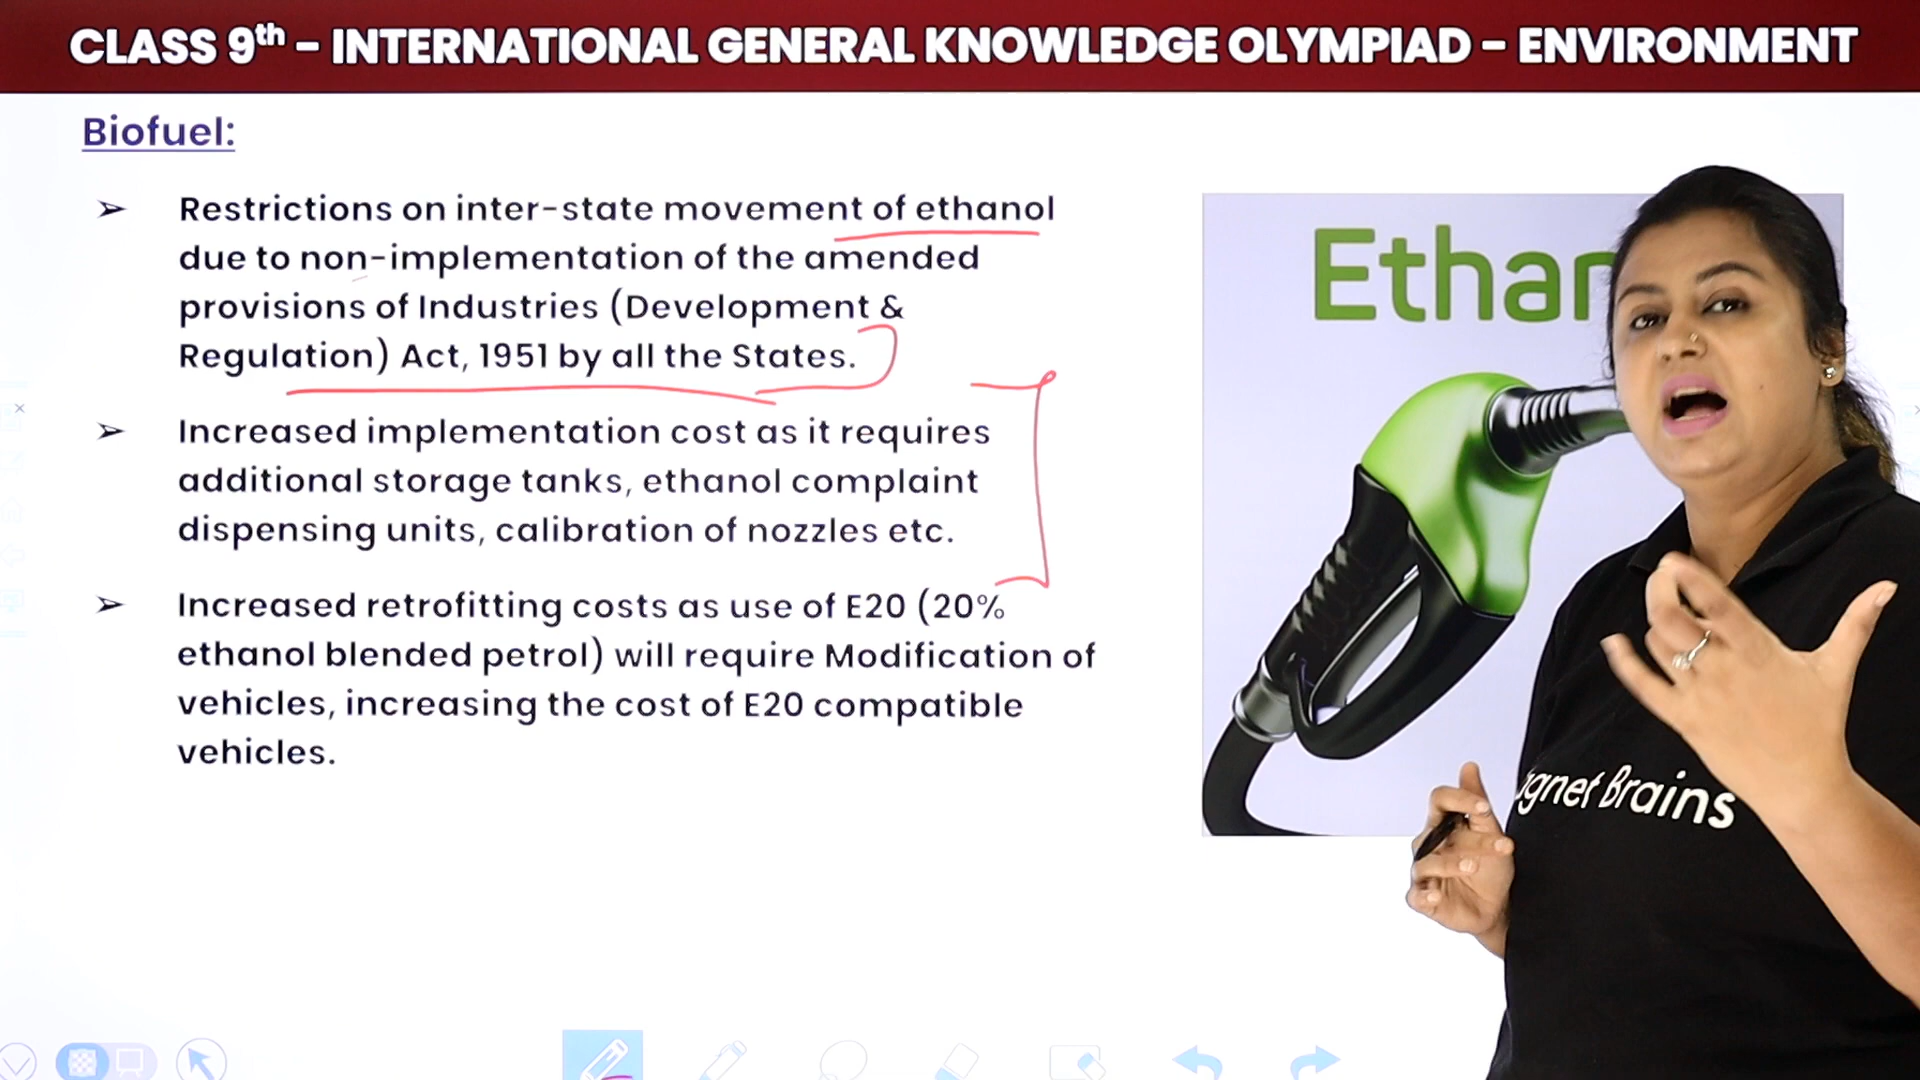 CLASS 9th – INTERNATIONAL GENERAL KNOWLEDGE OLYMPIAD – ENVIRONMENT
Biofuel:
➢ Restrictions on inter-state movement of ethanol
due to non-implementation of the amended
provisions of Industries (Development &
Regulation) Act, 1951 by all the States.
➢ Increased implementation cost as it requires
additional storage tanks, ethanol complaint
dispensing units, calibration of nozzles etc.
➢ Increased retrofitting costs as use of E20 (20%
ethanol blended petrol) will require Modification of
vehicles, increasing the cost of E20 compatible
vehicles.
Ethan
gnet Brains